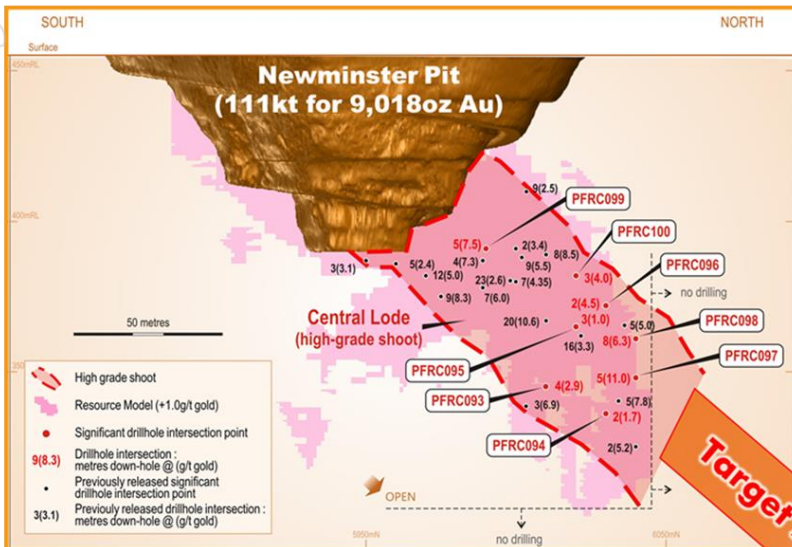 SOUTH
NORTH
Surface
450mRL
Newminster Pit
(111kt for 9,018oz Au)
9(2.5)
PFRC099
400mRL
PFRC100
5(7.5)
2(3.4)
8(8.5)
PFRC096
3(3.1)
5(2.4)
4(7.3)
9(5.5)
3(4.0)
12(5.0)
23(2.6)
7(4.35)
no drilling
9(8.3)
7(6.0)
2(4.5)
Central Lode
(high-grade shoot)
20(10.6)
3(1.0)
5(5.0)
PFRC098
50 metres
16(3.3)
8(6.3)
PFRC097
PFRC095
High grade shoot
4(2.9)
5(11.0)
PFRC093
Resource Model (+1.0g/t gold)
3(6.9)
5(7.8)
Significant drillhole intersection point
PFRC094
2(1.7)
9(8.3)
Drillhole intersection :
metres down-hole @ (g/t gold)
2(5.2)
Target
Previously released significant
drillhole intersection point
OPEN
3(3.1)
Previouly released drillhole intersection :
metres down-hole @ (g/t gold)
5950mN
no drilling
6050mN